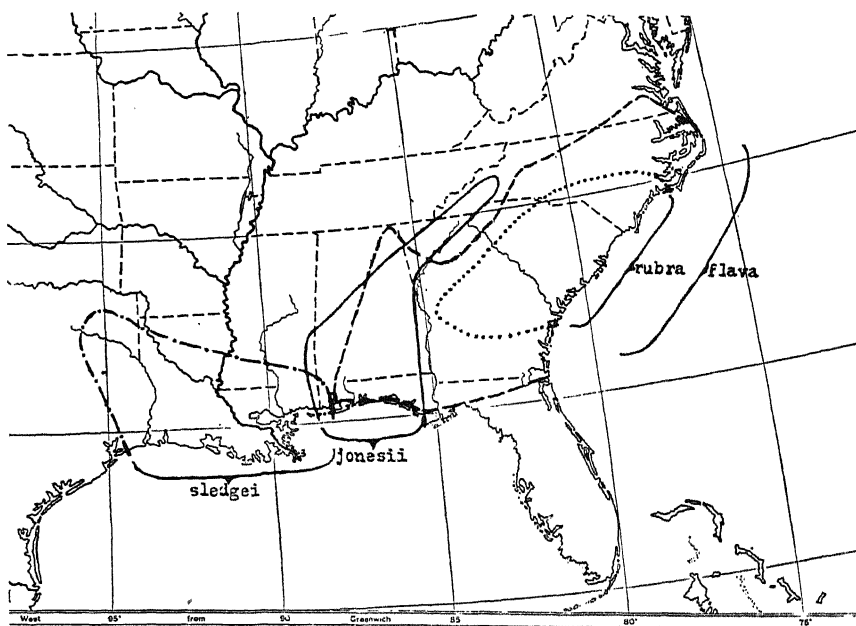 rubra
flava
jonesii
sledgei
West 95° from 90 Greenwich 85 80° 75°